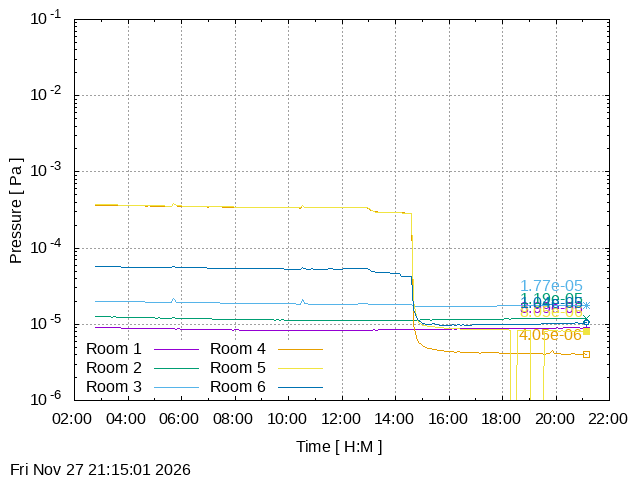 10-1
10-2
10-3
10-4
10-5
10-6
Pressure [ Pa ]
1.77e-05
1.19e-05
4.05e-06
Room 1
Room 2
Room 3
Room 4
Room 5
Room 6
02:00 04:00 06:00 08:00 10:00 12:00 14:00 16:00 18:00 20:00 22:00
Time [ H:M ]
Fri Nov 27 21:15:01 2026